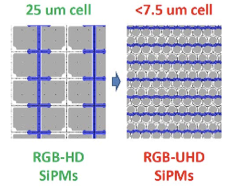 25 um cell
<7.5 um cell
RGB-HD
SiPMs
RGB-UHD
SiPMs